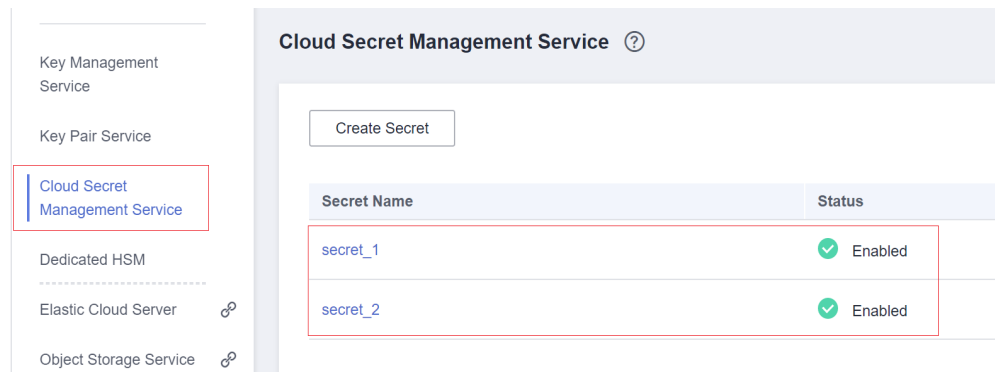 Key Management
Service
Key Pair Service
Cloud Secret
Management Service
Dedicated HSM
Elastic Cloud Server
Object Storage Service
Cloud Secret Management Service ?
Create Secret
Secret Name Status
secret_1 Enabled
secret_2 Enabled